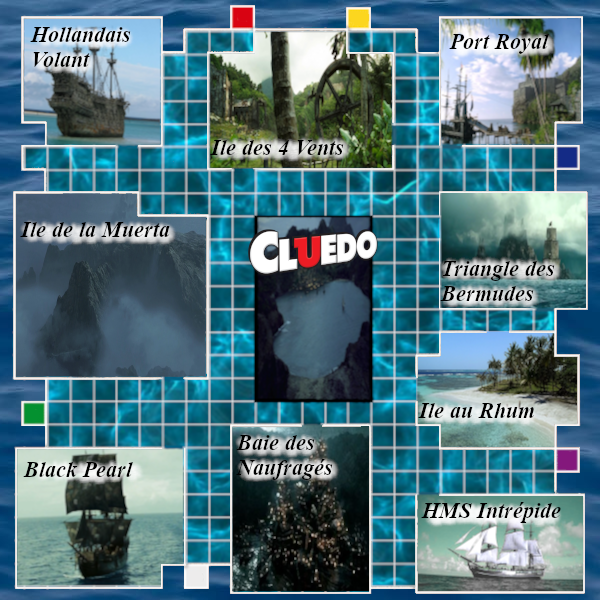 Hollandais
Volant
Port Royal
Ile des 4 Vents
Ile de la Muerta
CLUEDO
Triangle des
Bermudes
Ile au Rhum
Baie des
Naufragés
Black Pearl
HMS Intrépide